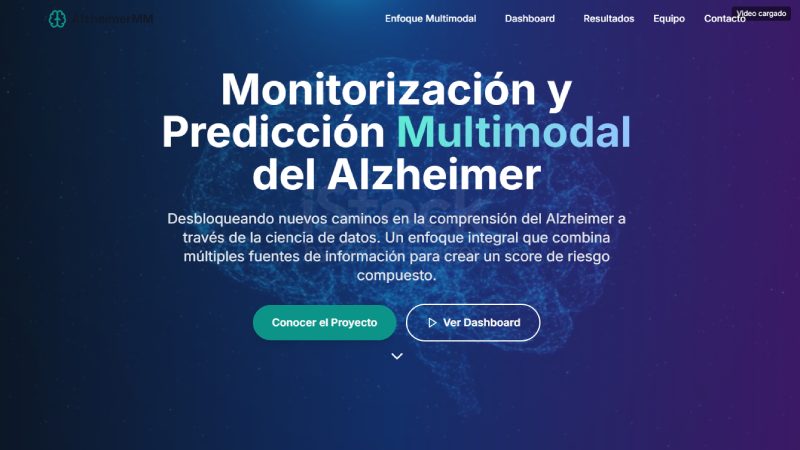 AlzheimerMM
Enfoque Multimodal
Dashboard
Resultados
Equipo
Contacto
Video cargado
Monitorización y
Predicción Multimodal
del Alzheimer
iStock
Desbloqueando nuevos caminos en la comprensión del Alzheimer a
través de la ciencia de datos. Un enfoque integral que combina
múltiples fuentes de información para crear un score de riesgo
compuesto.
Conocer el Proyecto
Ver Dashboard